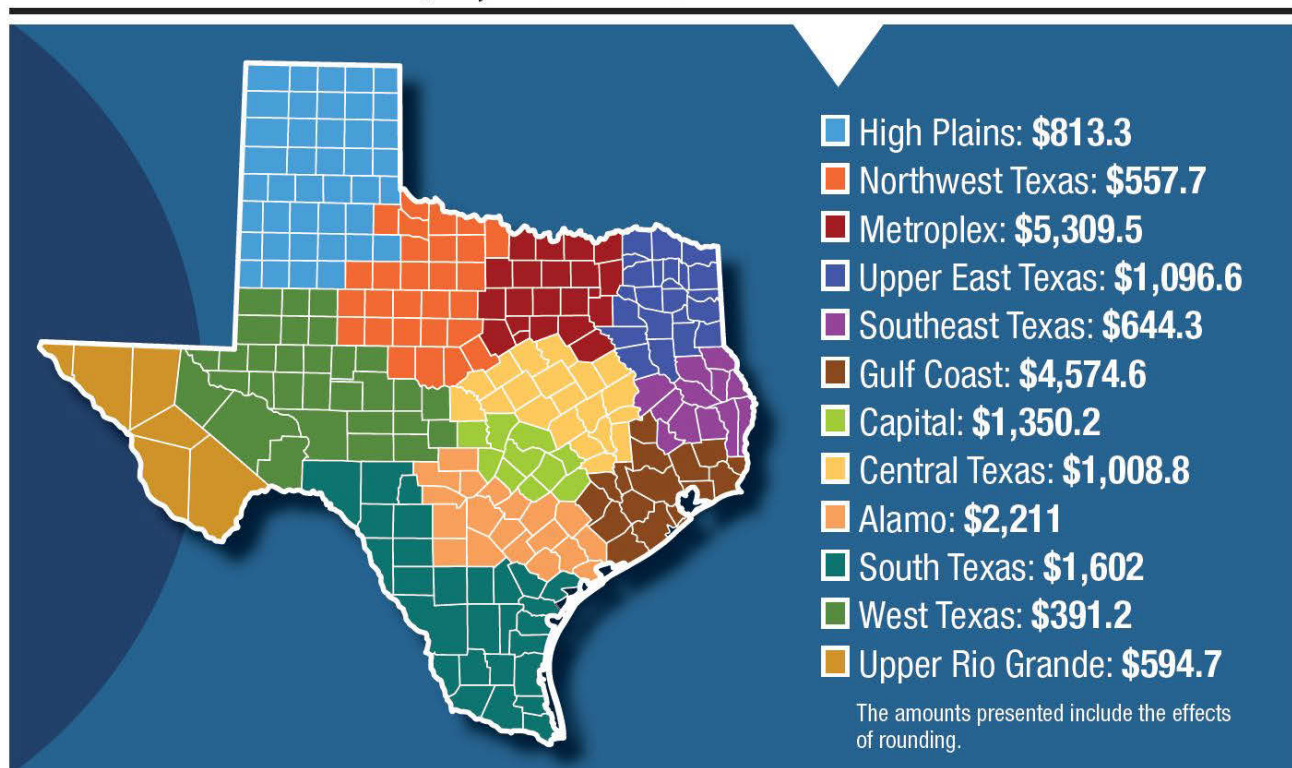 High Plains: $813.3
Northwest Texas: $557.7
Metroplex: $5,309.5
Upper East Texas: $1,096.6
Southeast Texas: $644.3
Gulf Coast: $4,574.6
Capital: $1,350.2
Central Texas: $1,008.8
Alamo: $2,211
South Texas: $1,602
West Texas: $391.2
Upper Rio Grande: $594.7
The amounts presented include the effects
of rounding.